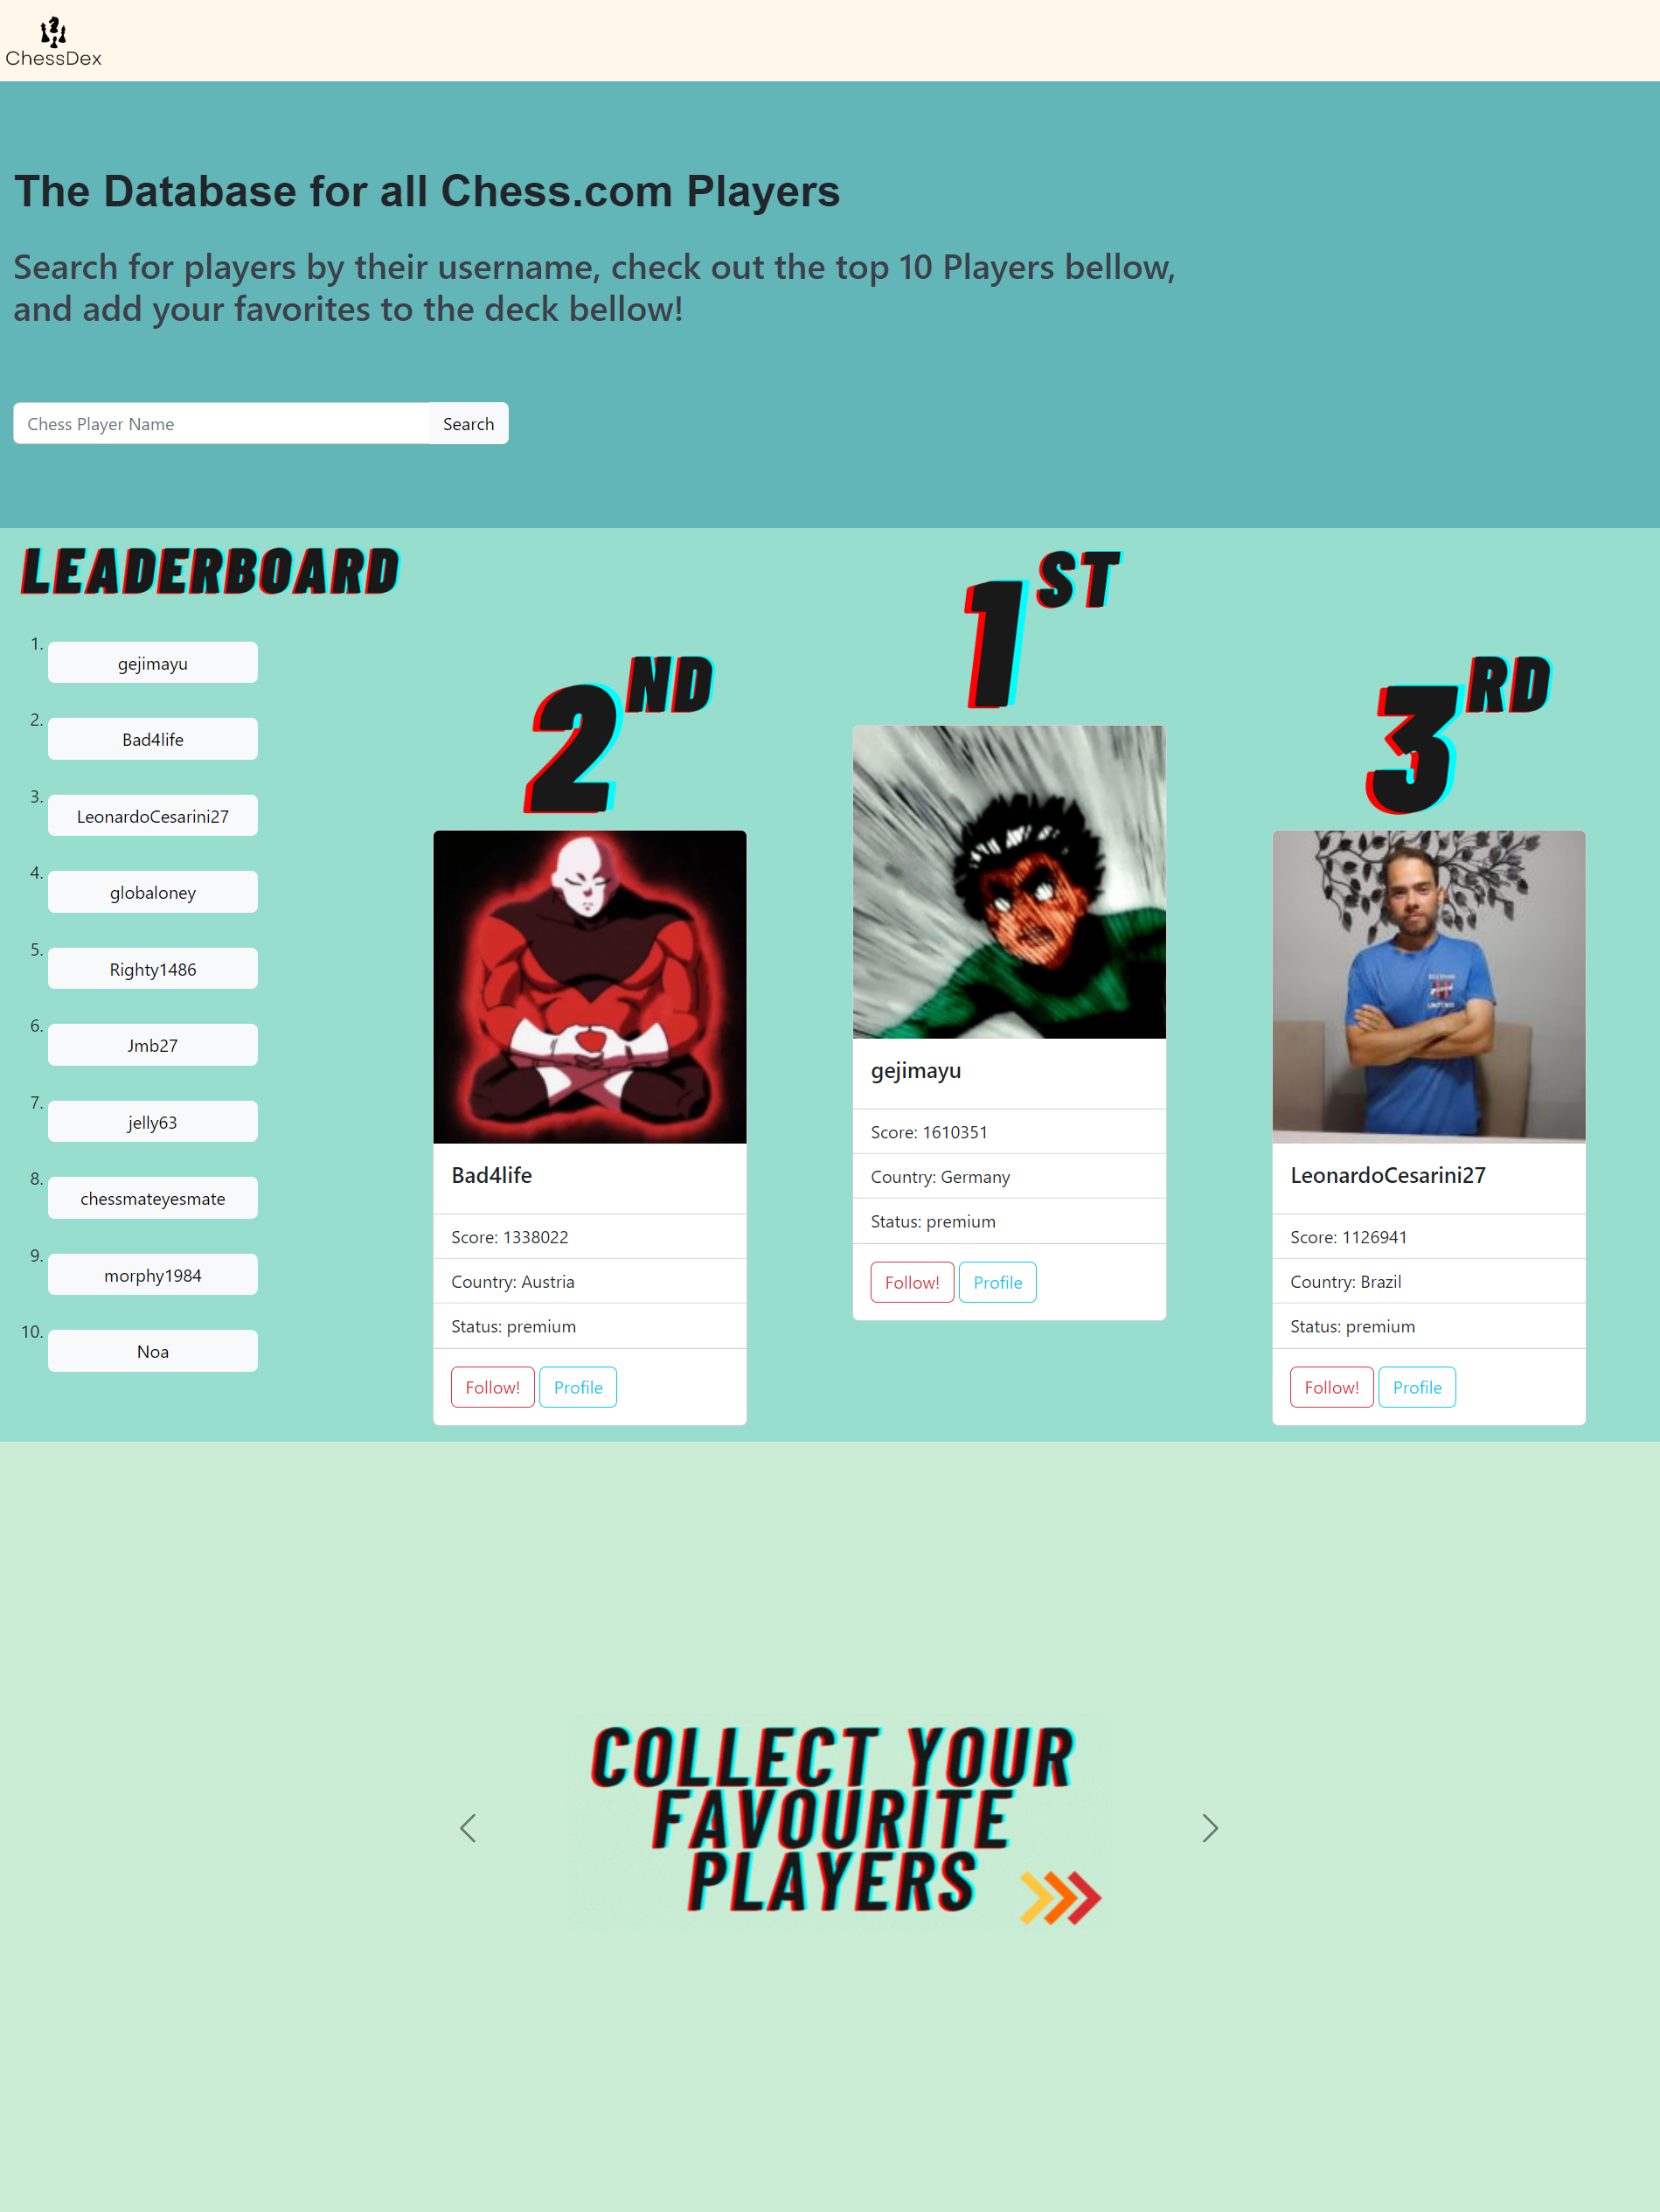 ChessDex
The Database for all Chess.com Players
Search for players by their username, check out the top 10 Players bellow,
and add your favorites to the deck bellow!
Chess Player Name
Search
LEADERBOARD
1. gejimayu
2. Bad4life
3. LeonardoCesarini27
4. globaloney
5. Righty1486
6. Jmb27
7. jelly63
8. chessmateyesmate
9. morphy1984
10. Noa
2ND
Bad4life
Score: 1338022
Country: Austria
Status: premium
Follow! Profile
1ST
gejimayu
Score: 1610351
Country: Germany
Status: premium
Follow! Profile
3RD
LeonardoCesarini27
Score: 1126941
Country: Brazil
Status: premium
Follow! Profile
COLLECT YOUR
FAVOURITE
PLAYERS